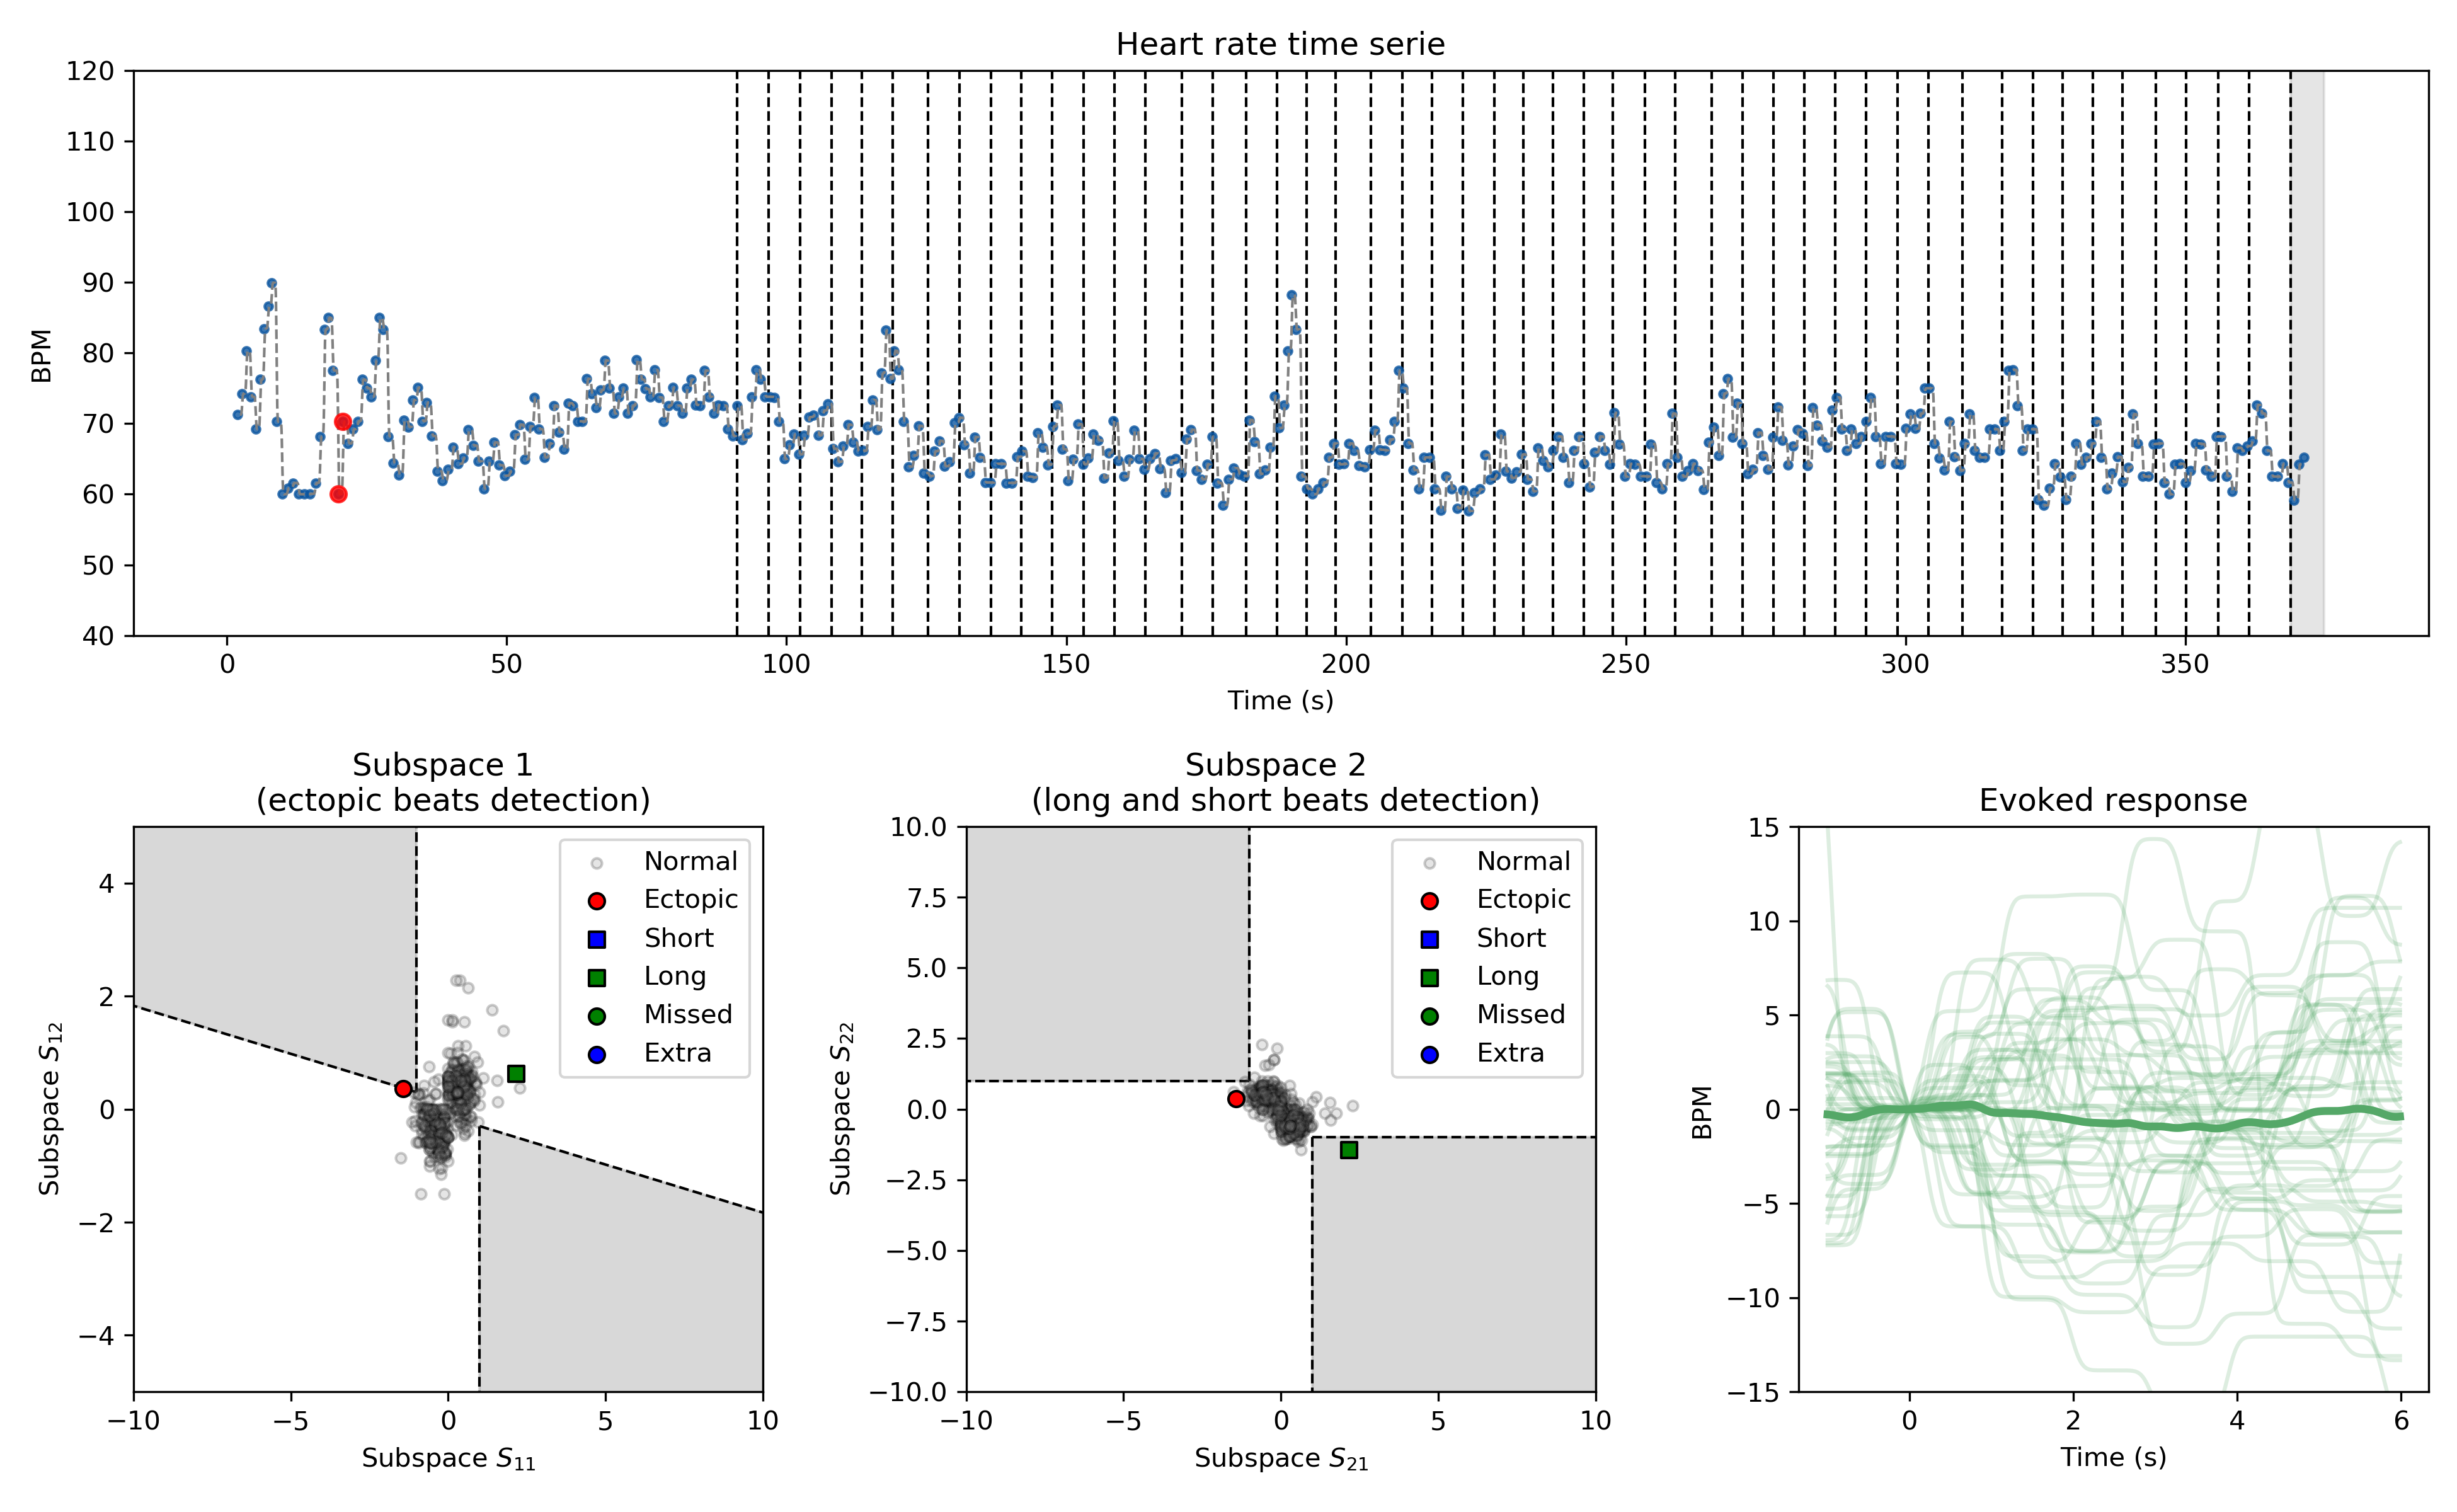 Heart rate time serie
120
110
100
90
80
70
60
50
40
BPM
0 50 100 150 200 250 300 350
Time (s)
Subspace 1
(ectopic beats detection)
4
2
0
−2
−4
Subspace S12
Normal
Ectopic
Short
Long
Missed
Extra
−10 −5 0 5 10
Subspace S11
Subspace 2
(long and short beats detection)
10.0
7.5
5.0
2.5
0.0
−2.5
−5.0
−7.5
−10.0
Subspace S22
Normal
Ectopic
Short
Long
Missed
Extra
−10 −5 0 5 10
Subspace S21
Evoked response
15
10
5
0
−5
−10
−15
BPM
0 2 4 6
Time (s)